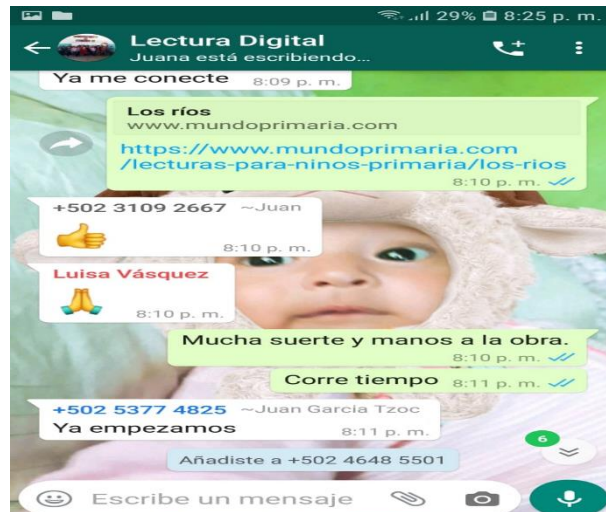 29% 8:25 p. m.
Lectura Digital
Juana está escribiendo...
Ya me conecte 8:09 p. m.
Los ríos
www.mundoprimaria.com
https://www.mundoprimaria.com
/lecturas-para-ninos-primaria/los-rios
8:10 p. m.
+502 3109 2667 ~Juan
8:10 p. m.
Luisa Vásquez
8:10 p. m.
Mucha suerte y manos a la obra.
8:10 p. m.
Corre tiempo 8:11 p. m.
+502 5377 4825 ~Juan Garcia Tzoc
Ya empezamos 8:11 p. m.
6
Añadiste a +502 4648 5501
Escribe un mensaje